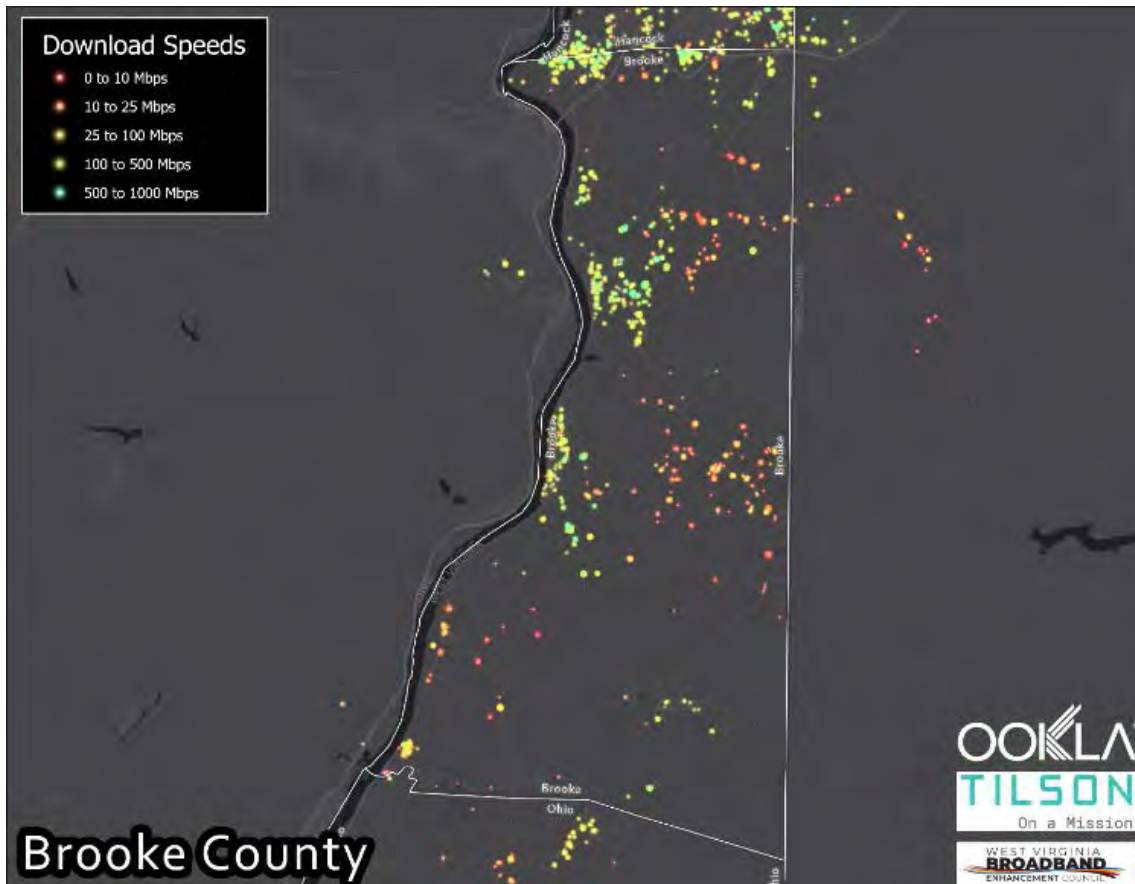 Download Speeds
0 to 10 Mbps
10 to 25 Mbps
25 to 100 Mbps
100 to 500 Mbps
500 to 1000 Mbps
Hancock
Hancock
Brooke
Brooke
Brooke
Brooke
Ohio
Brooke County
OOKLA
TILSON
On a Mission
WEST VIRGINIA
BROADBAND
ENHANCEMENT COUNCIL